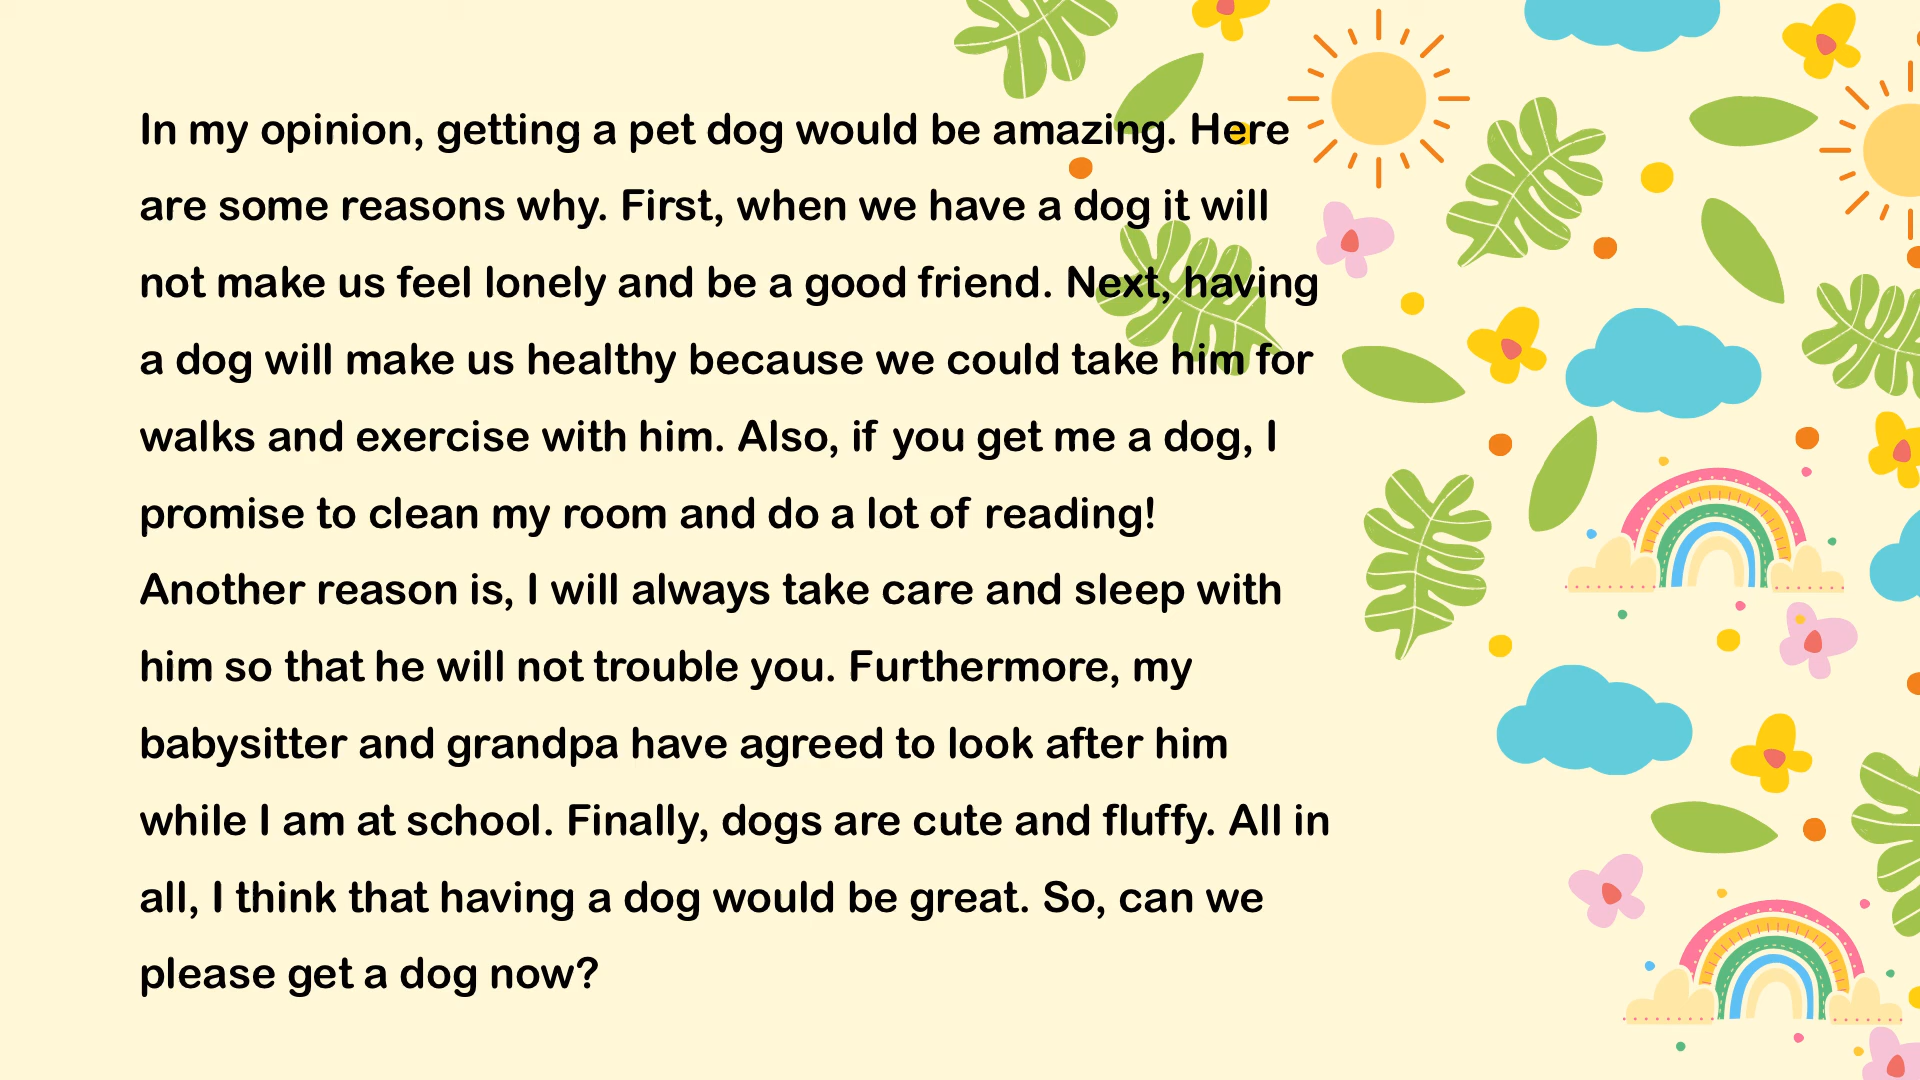 In my opinion, getting a pet dog would be amazing. Here
are some reasons why. First, when we have a dog it will
not make us feel lonely and be a good friend. Next, having
a dog will make us healthy because we could take him for
walks and exercise with him. Also, if you get me a dog, I
promise to clean my room and do a lot of reading!
Another reason is, I will always take care and sleep with
him so that he will not trouble you. Furthermore, my
babysitter and grandpa have agreed to look after him
while I am at school. Finally, dogs are cute and fluffy. All in
all, I think that having a dog would be great. So, can we
please get a dog now?